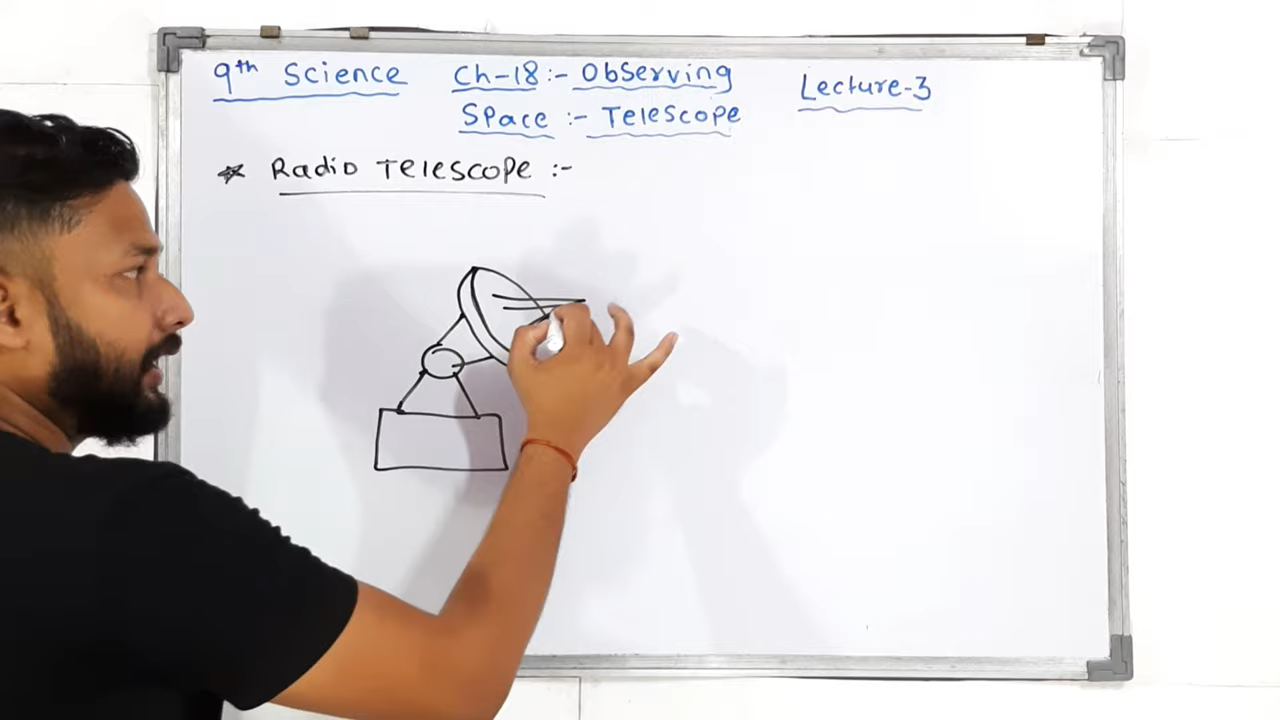 9th Science Ch-18:- Observing Lecture-3
Space :- Telescope
* Radio Telescope :-